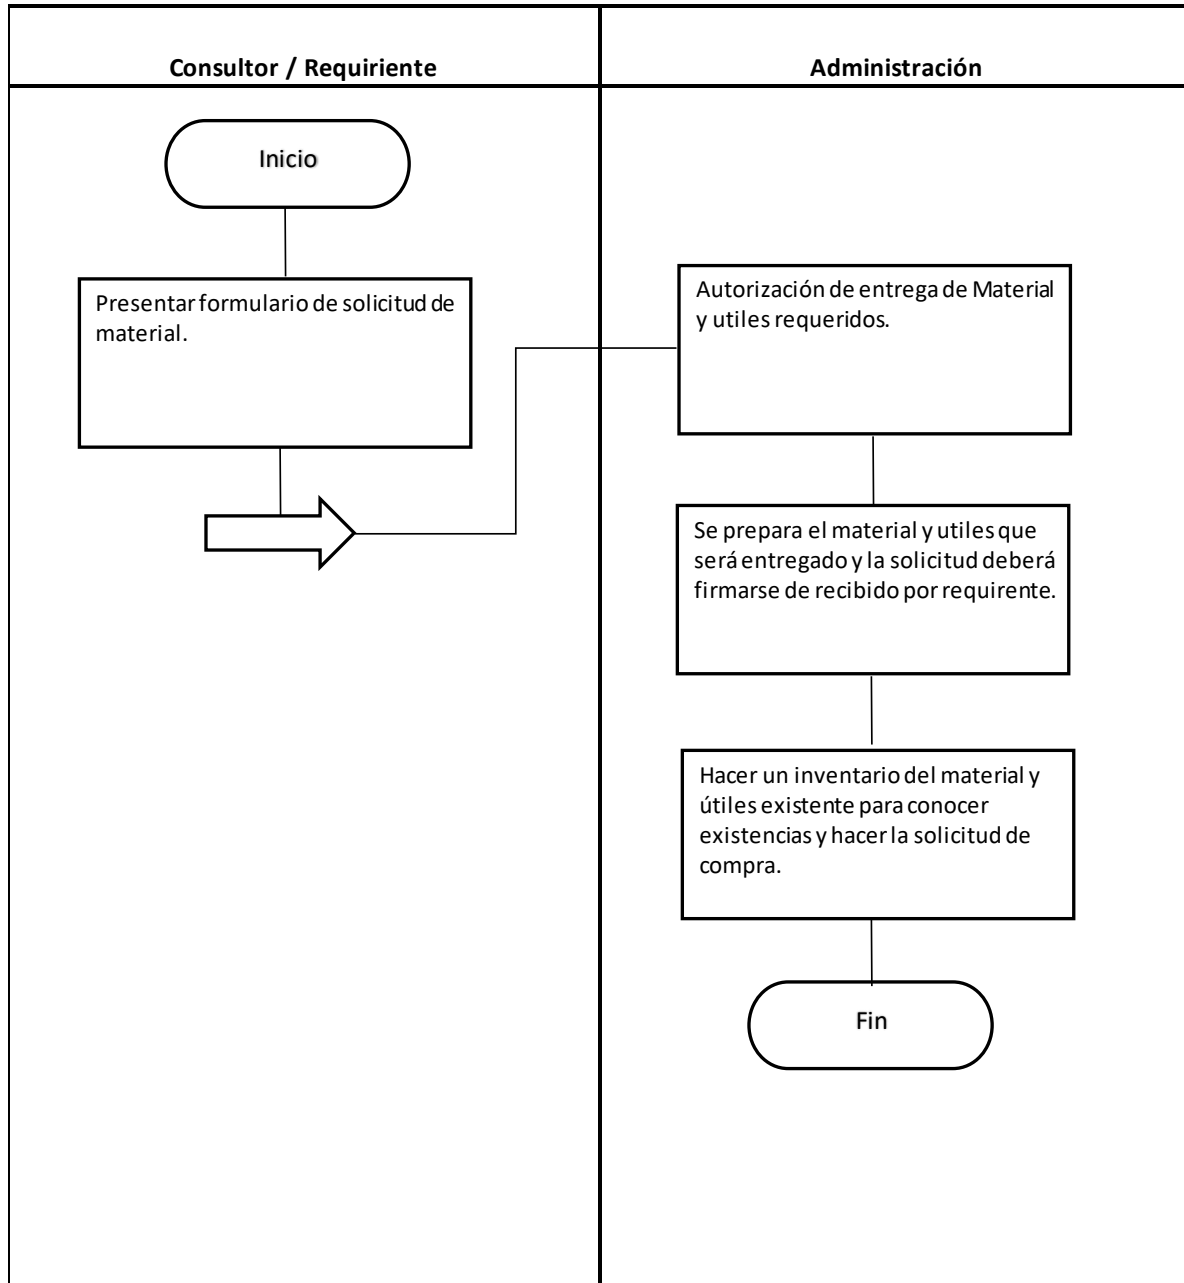 Consultor / Requiriente
Administración
Inicio
Presentar formulario de solicitud de
material.
Autorización de entrega de Material
y utiles requeridos.
Se prepara el material y utiles que
será entregado y la solicitud deberá
firmarse de recibido por requirente.
Hacer un inventario del material y
útiles existente para conocer
existencias y hacer la solicitud de
compra.
Fin